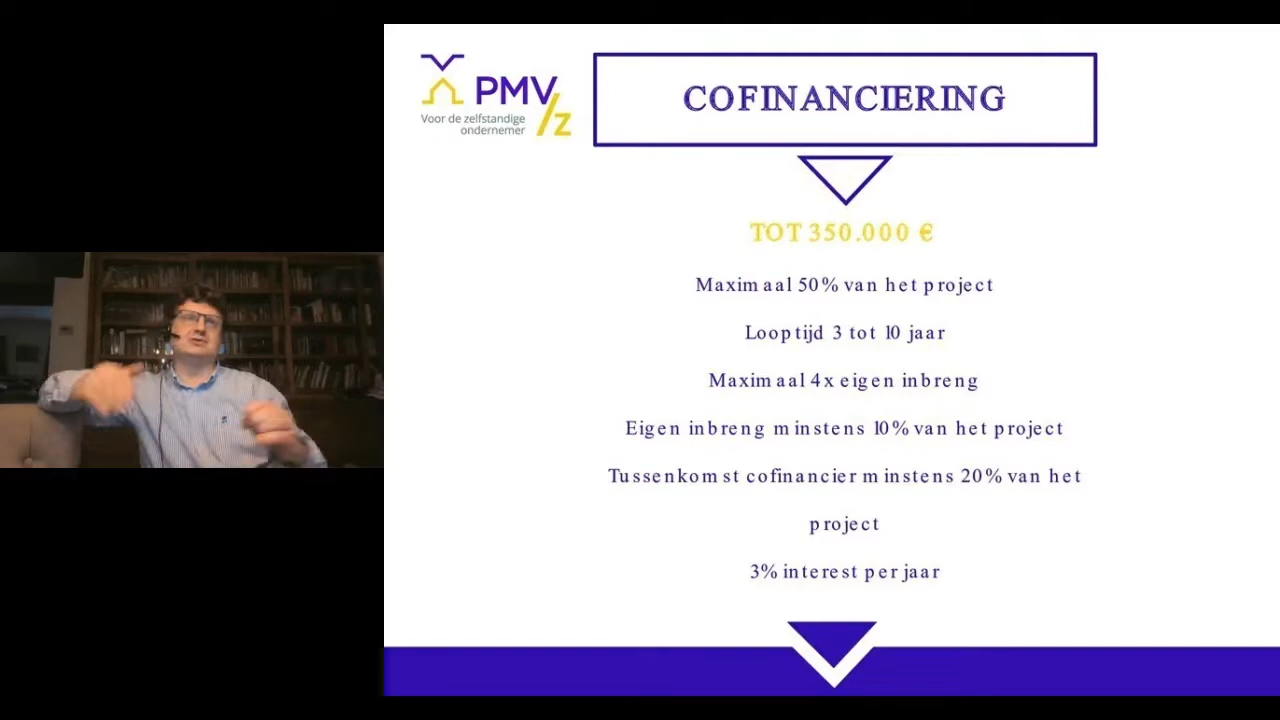 PMV
/z
Voor de zelfstandige
ondernemer
COFINANCIERING
TOT 350.000 €
Maximaal 50% van het project
Looptijd 3 tot 10 jaar
Maximaal 4x eigen inbreng
Eigen inbreng minstens 10% van het project
Tussenkomst cofinancier minstens 20% van het
project
3% interest per jaar